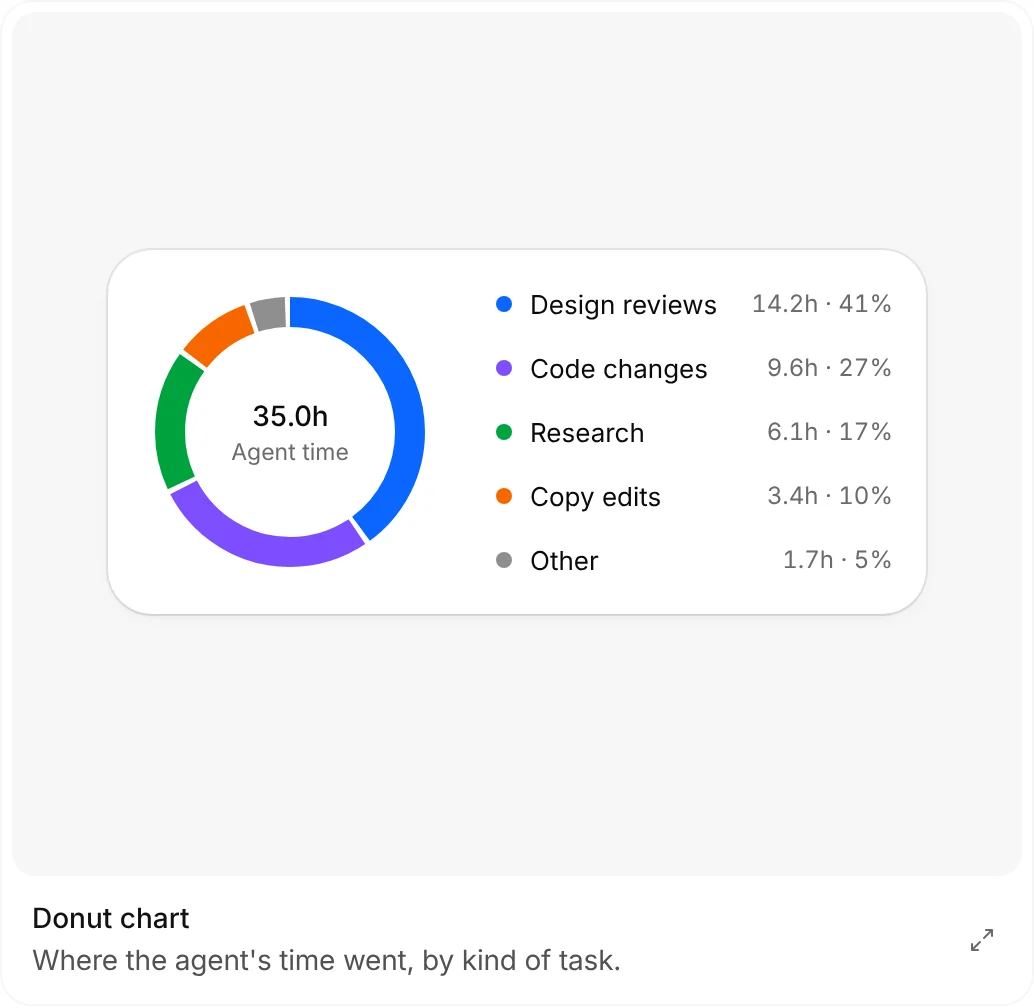 35.0h
Agent time
Design reviews 14.2h · 41%
Code changes 9.6h · 27%
Research 6.1h · 17%
Copy edits 3.4h · 10%
Other 1.7h · 5%
Donut chart
Where the agent's time went, by kind of task.